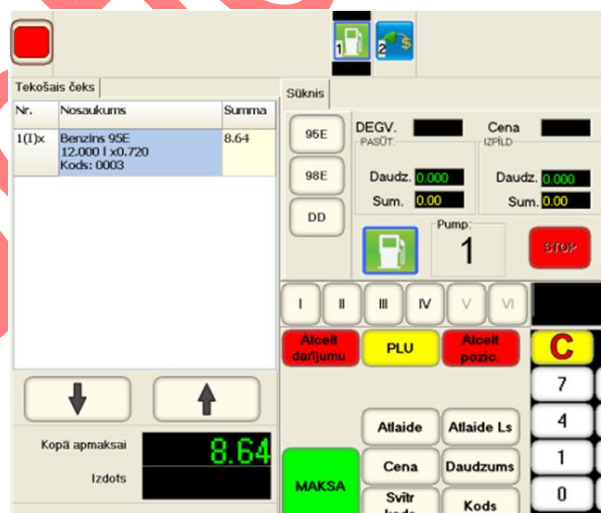 1
2
$
Tekošais čeks
Nr. Nosaukums Summa
1(I)x Benzins 95E 8.64
12.000 l x0.720
Kods: 0003
Kopā apmaksai 8.64
Izdots
Sūknis
95E
98E
DD
DEGV. Cena
PASŪT. IZPILD
Daudz. 0.000 Daudz. 0.000
Sum. 0.00 Sum. 0.00
Pump:
1
STOP
I II III IV V VI
Atcelt darījumu
PLU
Atcelt pozic.
C
7
4
1
0
Atlaide Atlaide Ls
Cena Daudzums
MAKSA
Svītr kods
Kods